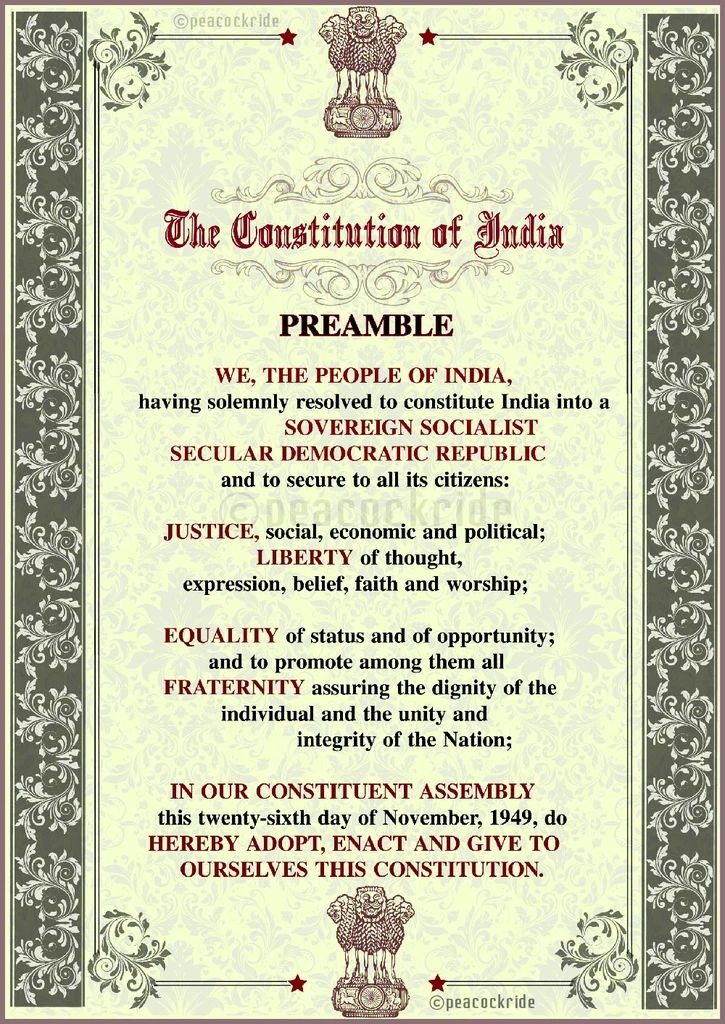 ©peacockride
The Constitution of India
PREAMBLE
WE, THE PEOPLE OF INDIA,
having solemnly resolved to constitute India into a
SOVEREIGN SOCIALIST
SECULAR DEMOCRATIC REPUBLIC
and to secure to all its citizens:
©peacockride
JUSTICE, social, economic and political;
LIBERTY of thought,
expression, belief, faith and worship;
EQUALITY of status and of opportunity;
and to promote among them all
FRATERNITY assuring the dignity of the
individual and the unity and
integrity of the Nation;
IN OUR CONSTITUENT ASSEMBLY
this twenty-sixth day of November, 1949, do
HEREBY ADOPT, ENACT AND GIVE TO
OURSELVES THIS CONSTITUTION.
©peacockride